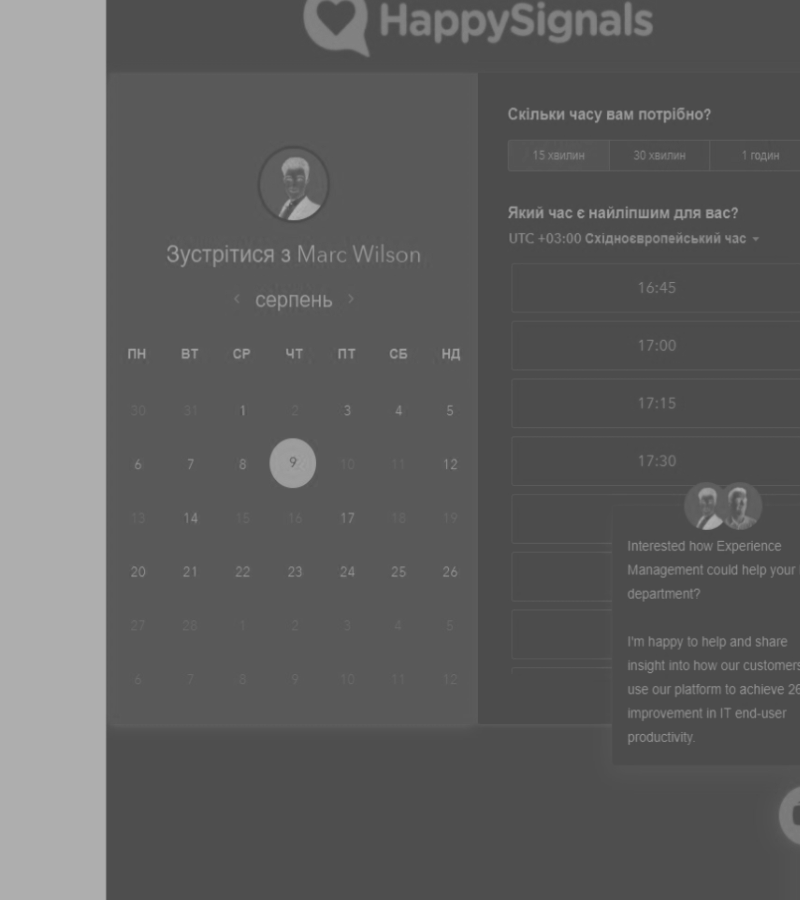 HappySignals
Зустрітися з Marc Wilson
серпень
ПН ВТ СР ЧТ ПТ СБ НД
30 31 1 2 3 4 5
6 7 8 9 10 11 12
13 14 15 16 17 18 19
20 21 22 23 24 25 26
27 28 1 2 3 4 5
6 7 8 9 10 11 12
Скільки часу вам потрібно?
15 хвилин 30 хвилин 1 годин
Який час є найліпшим для вас?
UTC +03:00 Східноєвропейський час
16:45
17:00
17:15
17:30
Interested how Experience
Management could help your
department?
I'm happy to help and share
insight into how our customers
use our platform to achieve 26
improvement in IT end-user
productivity.